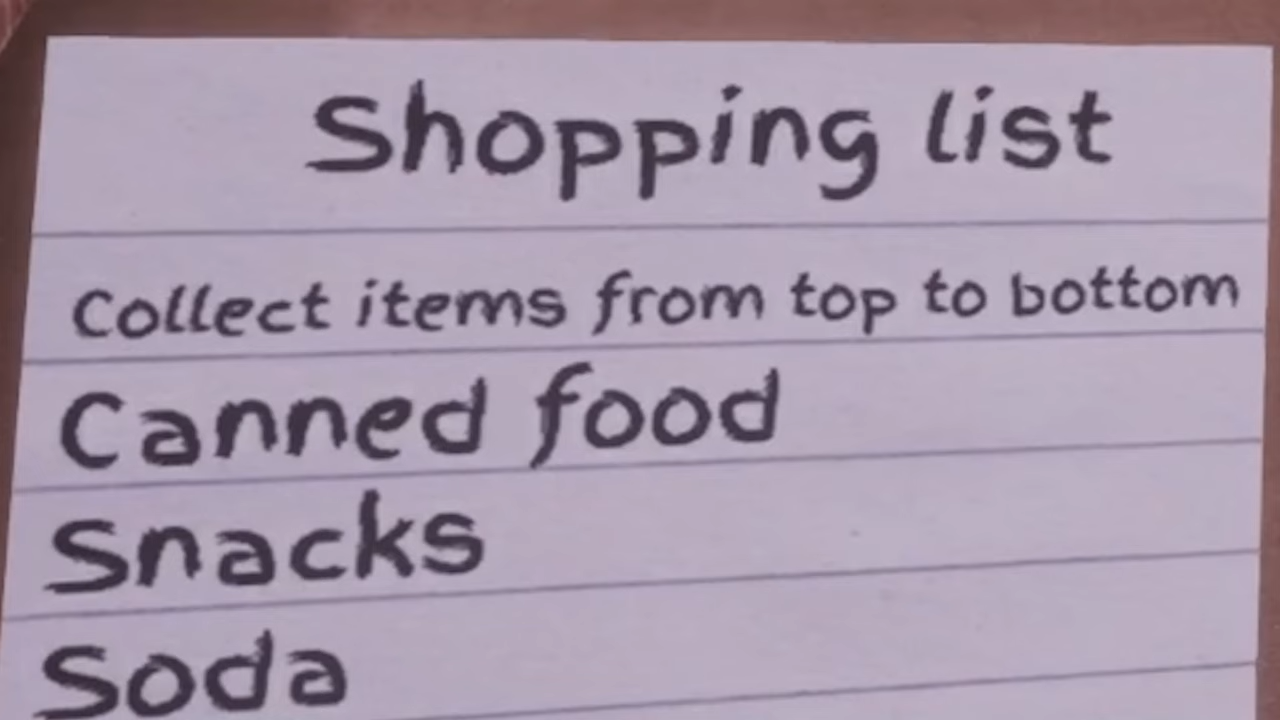 Shopping list
Collect items from top to bottom
Canned food
Snacks
Soda